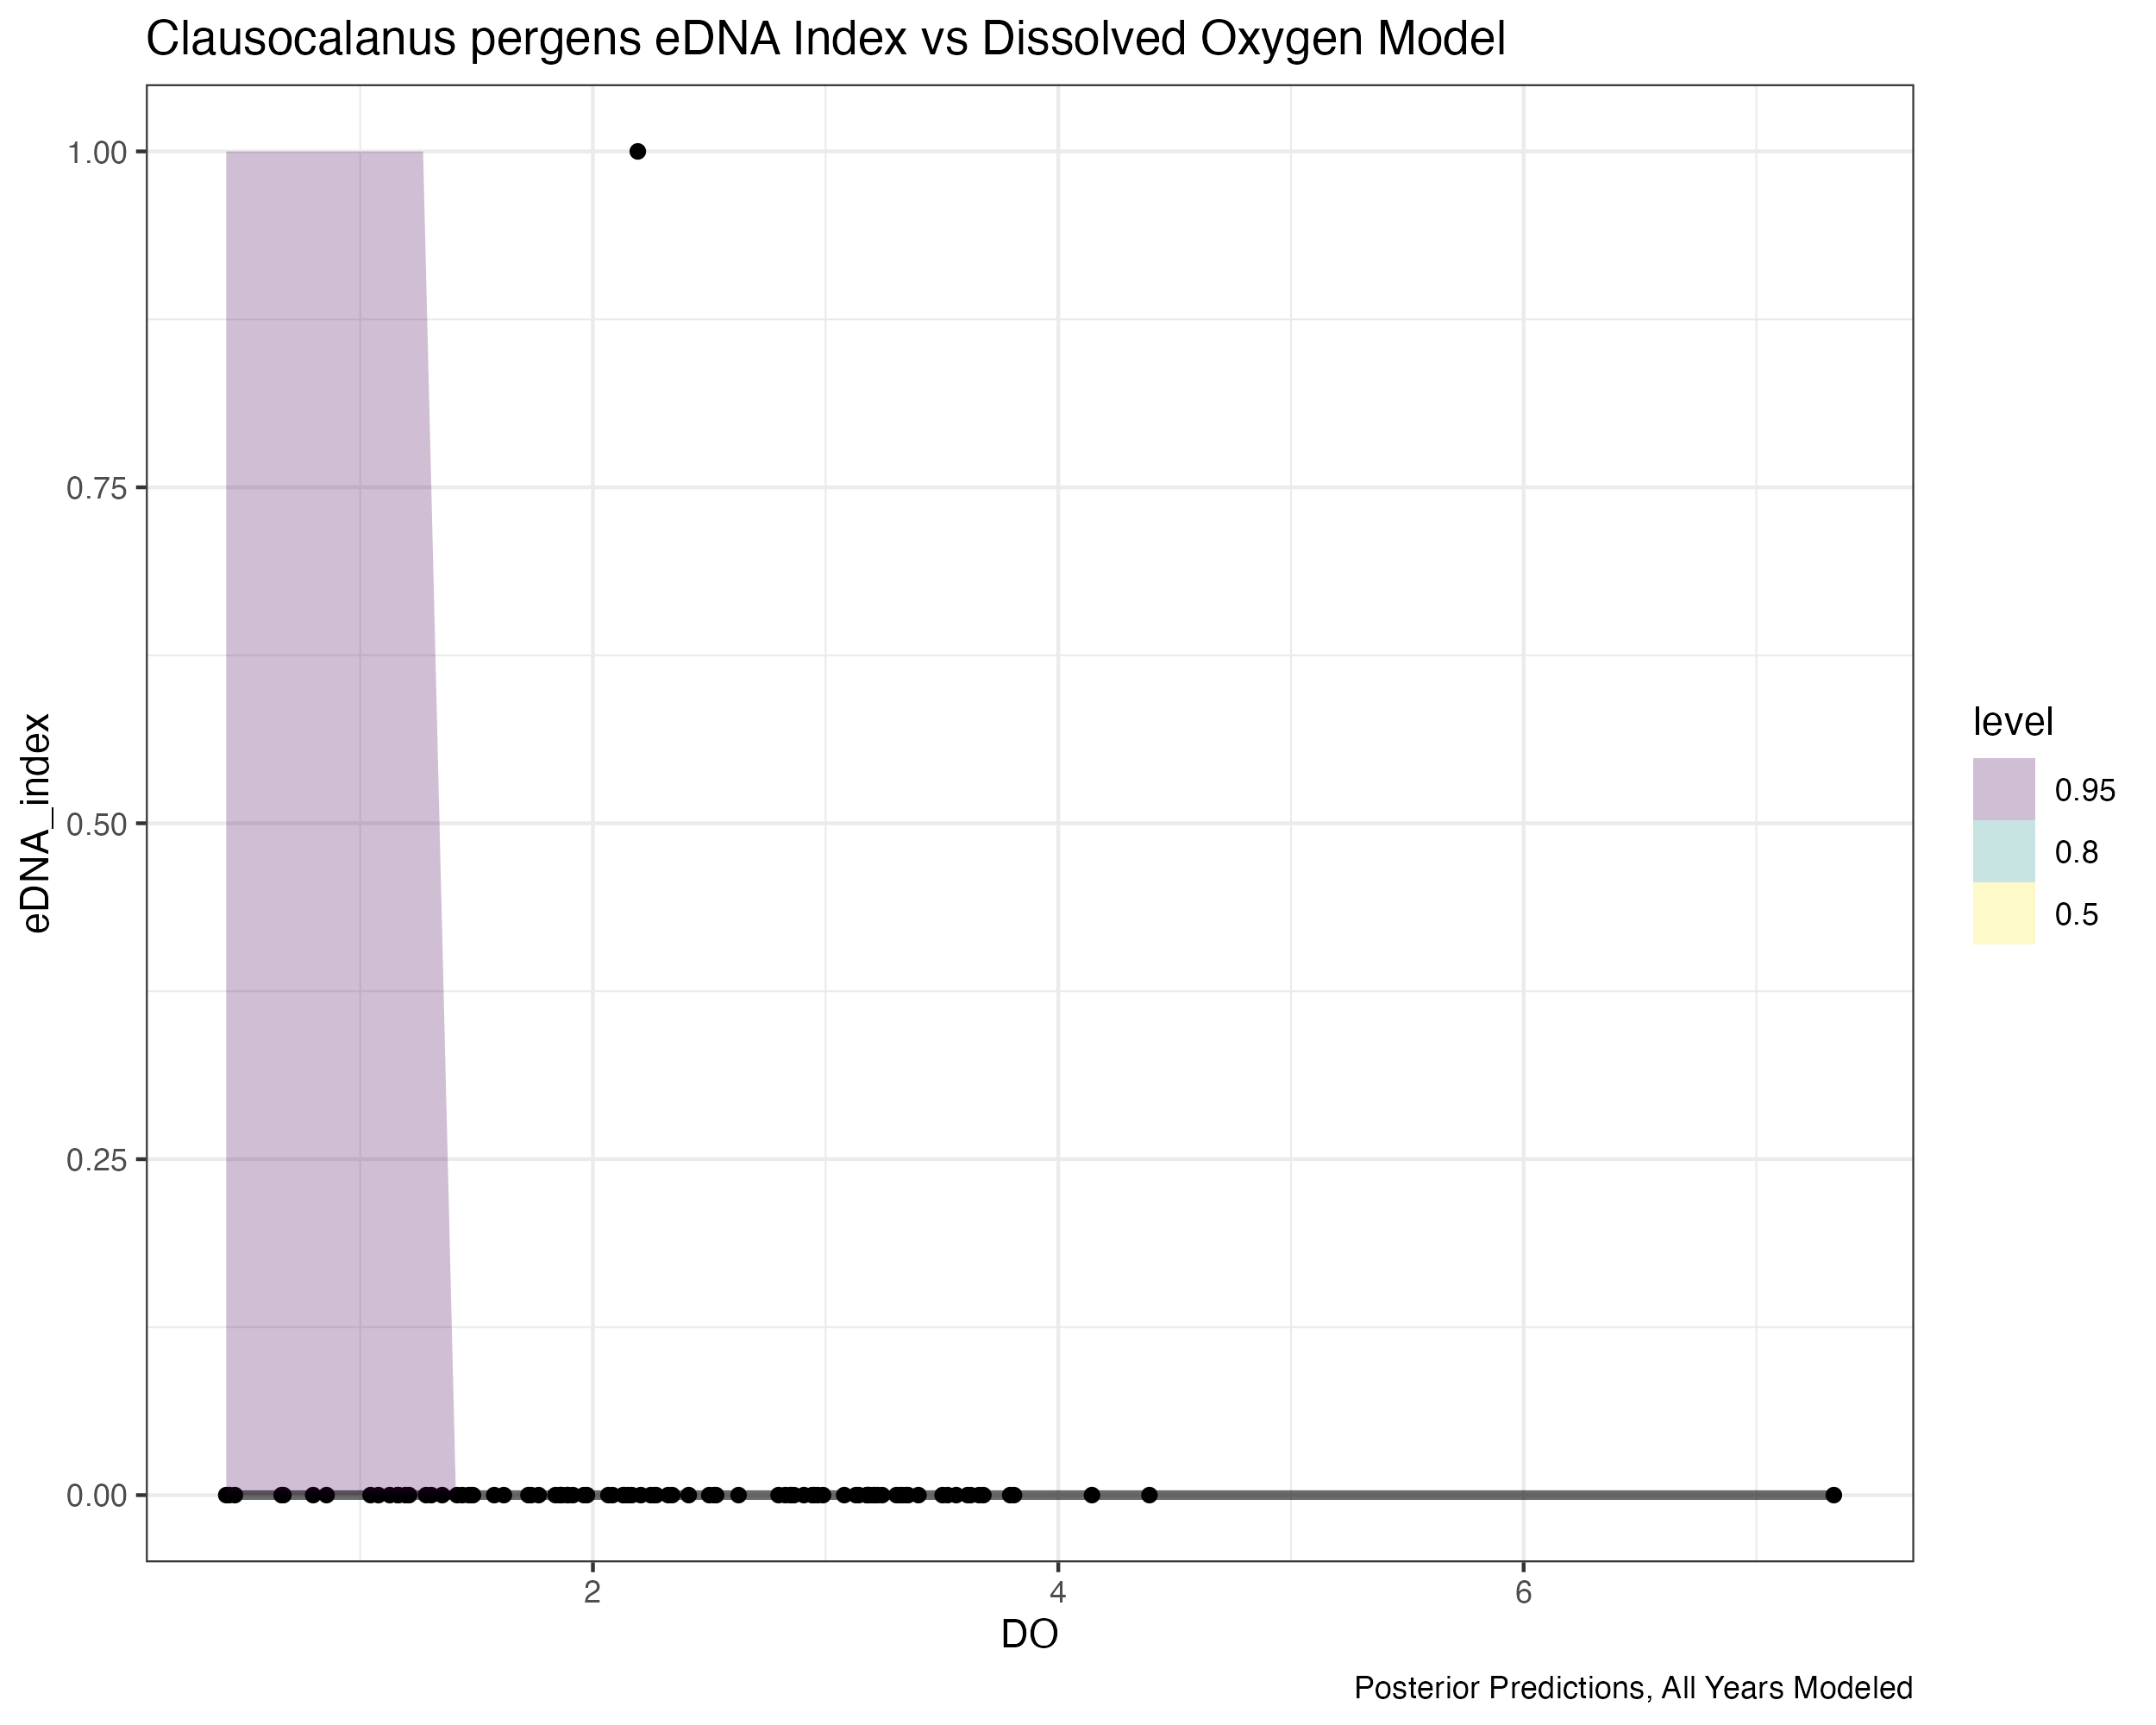 Clausocalanus pergens eDNA Index vs Dissolved Oxygen Model
1.00
0.75
0.50
0.25
0.00
eDNA_index
2 4 6
DO
level
0.95
0.8
0.5
Posterior Predictions, All Years Modeled